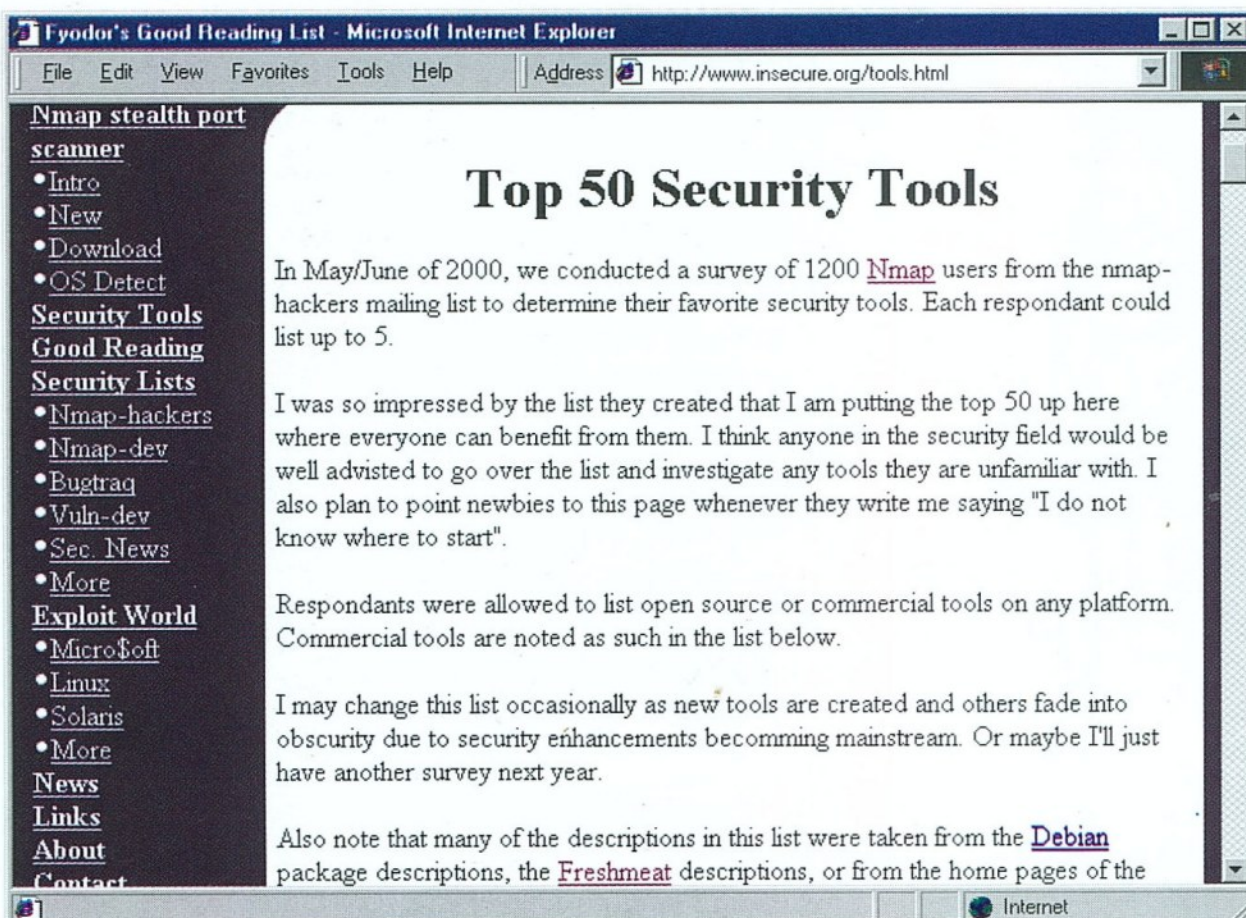 Fyodor's Good Reading List - Microsoft Internet Explorer
File Edit View Favorites Tools Help Address http://www.insecure.org/tools.html
Nmap stealth port
scanner
•Intro
•New
•Download
•OS Detect
Security Tools
Good Reading
Security Lists
•Nmap-hackers
•Nmap-dev
•Bugtraq
•Vuln-dev
•Sec. News
•More
Exploit World
•Micro$oft
•Linux
•Solaris
•More
News
Links
About
Contact
Top 50 Security Tools
In May/June of 2000, we conducted a survey of 1200 Nmap users from the nmap-
hackers mailing list to determine their favorite security tools. Each respondant could
list up to 5.
I was so impressed by the list they created that I am putting the top 50 up here
where everyone can benefit from them. I think anyone in the security field would be
well advisted to go over the list and investigate any tools they are unfamiliar with. I
also plan to point newbies to this page whenever they write me saying "I do not
know where to start".
Respondants were allowed to list open source or commercial tools on any platform.
Commercial tools are noted as such in the list below.
I may change this list occasionally as new tools are created and others fade into
obscurity due to security enhancements becomming mainstream. Or maybe I'll just
have another survey next year.
Also note that many of the descriptions in this list were taken from the Debian
package descriptions, the Freshmeat descriptions, or from the home pages of the
Internet